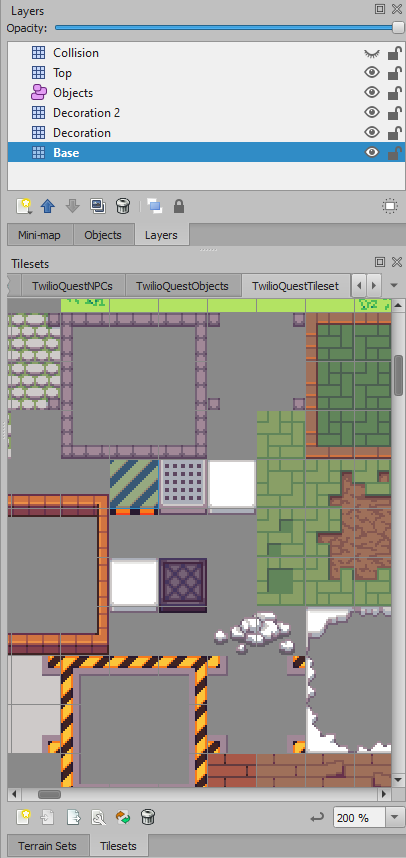 Layers
Opacity:
Collision
Top
Objects
Decoration 2
Decoration
Base
Mini-map Objects Layers
Tilesets
TwilioQuestNPCs TwilioQuestObjects TwilioQuestTileset
200 %
Terrain Sets Tilesets